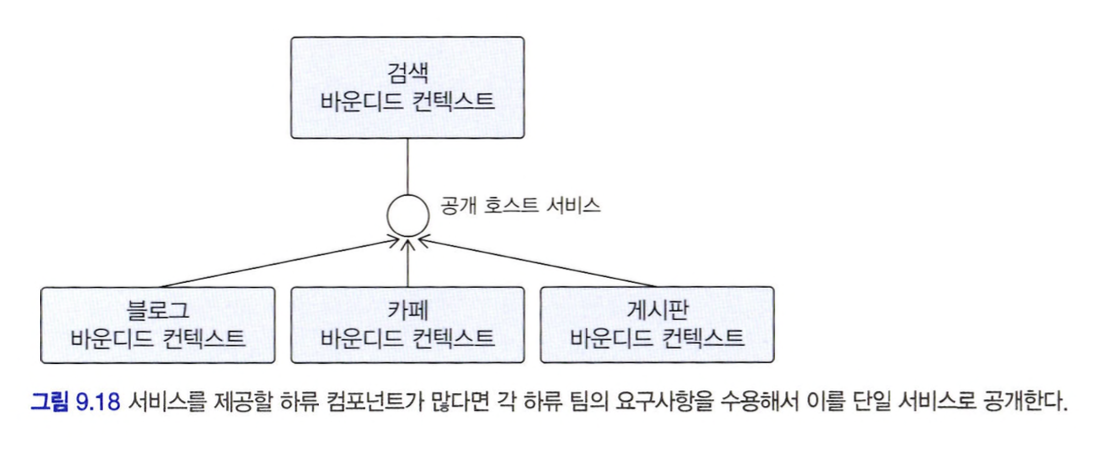 검색
바운디드 컨텍스트
공개 호스트 서비스
블로그
바운디드 컨텍스트
카페
바운디드 컨텍스트
게시판
바운디드 컨텍스트
그림 9.18 서비스를 제공할 하류 컴포넌트가 많다면 각 하류 팀의 요구사항을 수용해서 이를 단일 서비스로 공개한다.